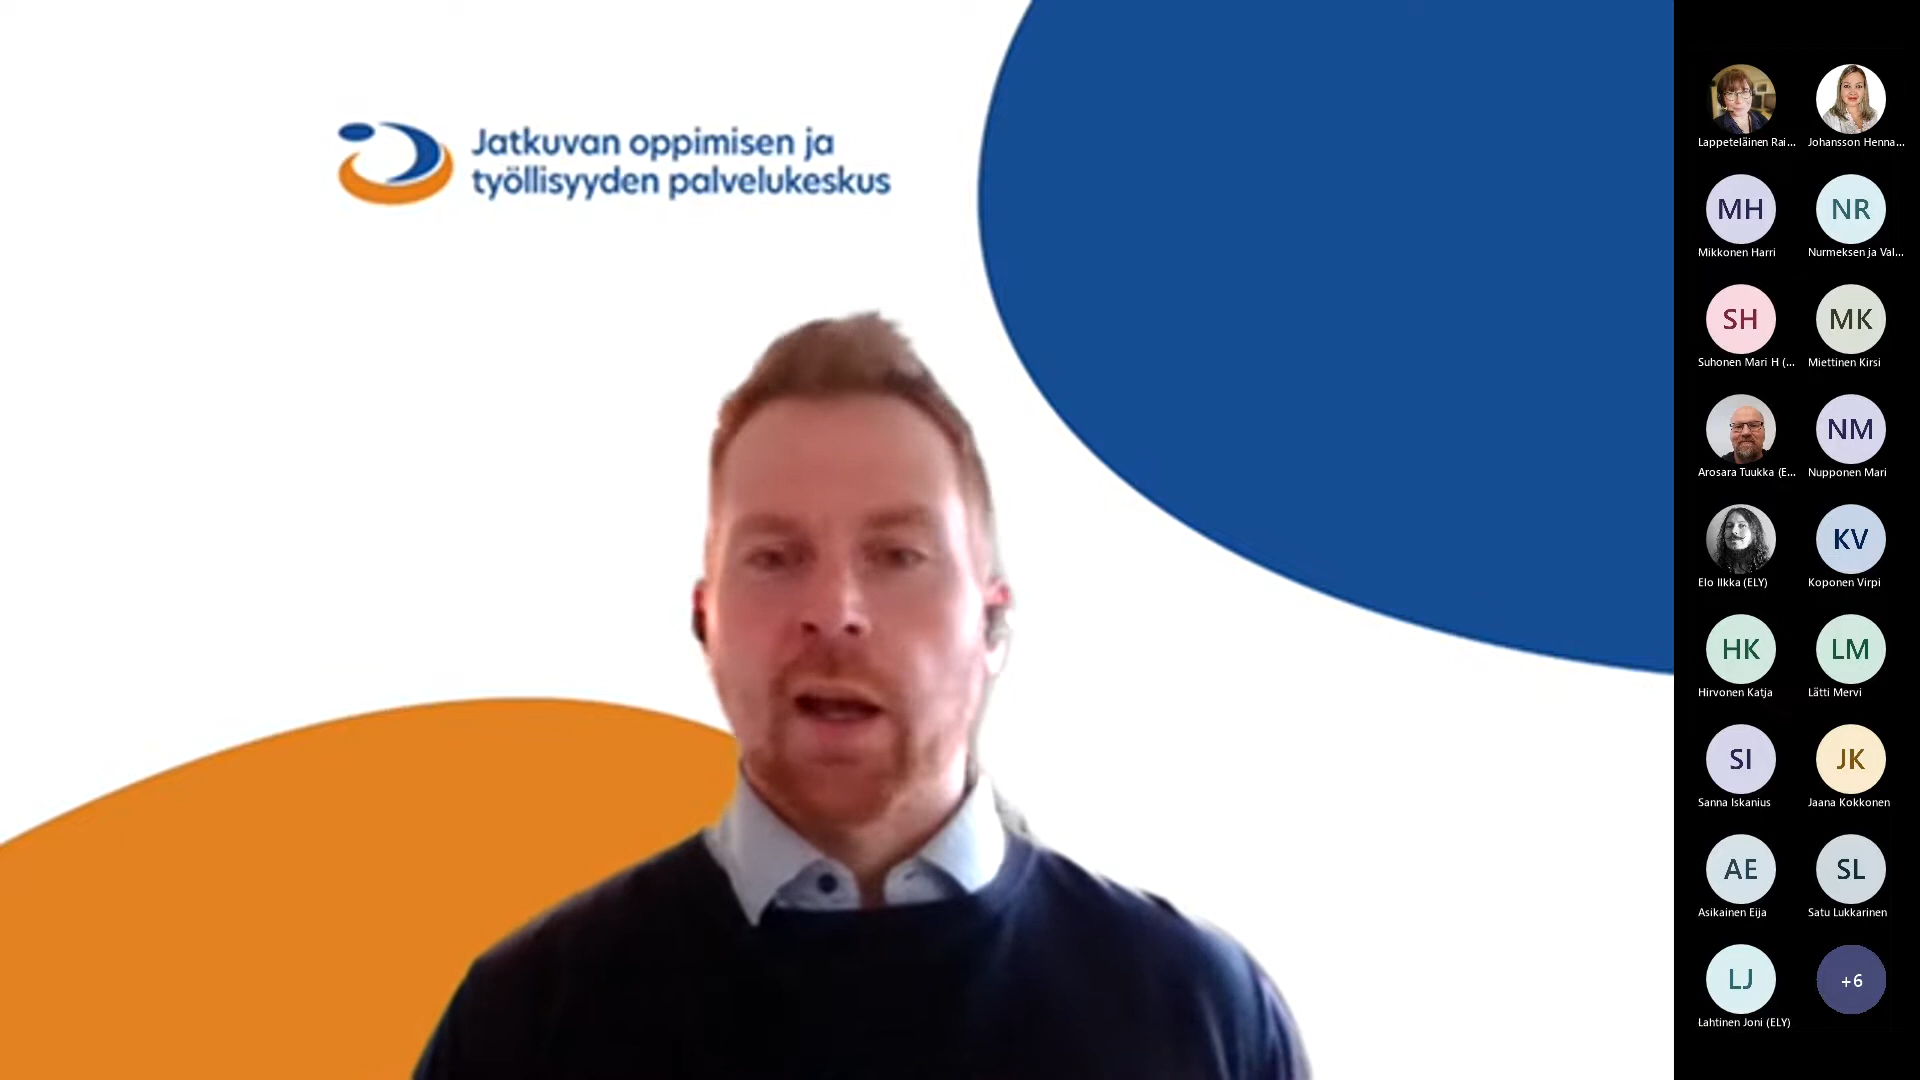 Jatkuvan oppimisen ja
työllisyyden palvelukeskus
Lappeteläinen Rai...
Johansson Henna...
MH
NR
Mikkonen Harri
Nurmeksen ja Val...
SH
MK
Suhonen Mari H (...
Miettinen Kirsi
NM
Arosara Tuukka (E...
Nupponen Mari
KV
Elo Ilkka (ELY)
Koponen Virpi
HK
LM
Hirvonen Katja
Lätti Mervi
SI
JK
Sanna Iskanius
Jaana Kokkonen
AE
SL
Asikainen Eija
Satu Lukkarinen
LJ
+6
Lahtinen Joni (ELY)